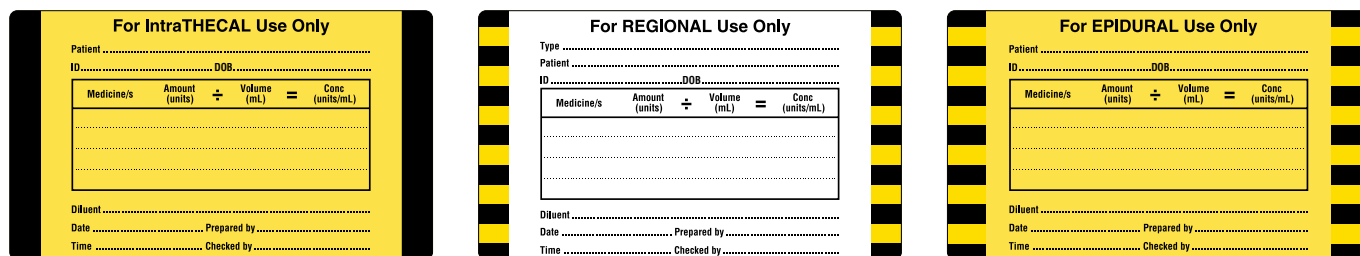 For IntraTHECAL Use Only
Patient
ID DOB
Medicine/s Amount (units) ÷ Volume (mL) = Conc (units/mL)
Diluent
Date Prepared by
Time Checked by
For REGIONAL Use Only
Type
Patient
ID DOB
Medicine/s Amount (units) ÷ Volume (mL) = Conc (units/mL)
Diluent
Date Prepared by
Time Checked by
For EPIDURAL Use Only
Patient
ID DOB
Medicine/s Amount (units) ÷ Volume (mL) = Conc (units/mL)
Diluent
Date Prepared by
Time Checked by